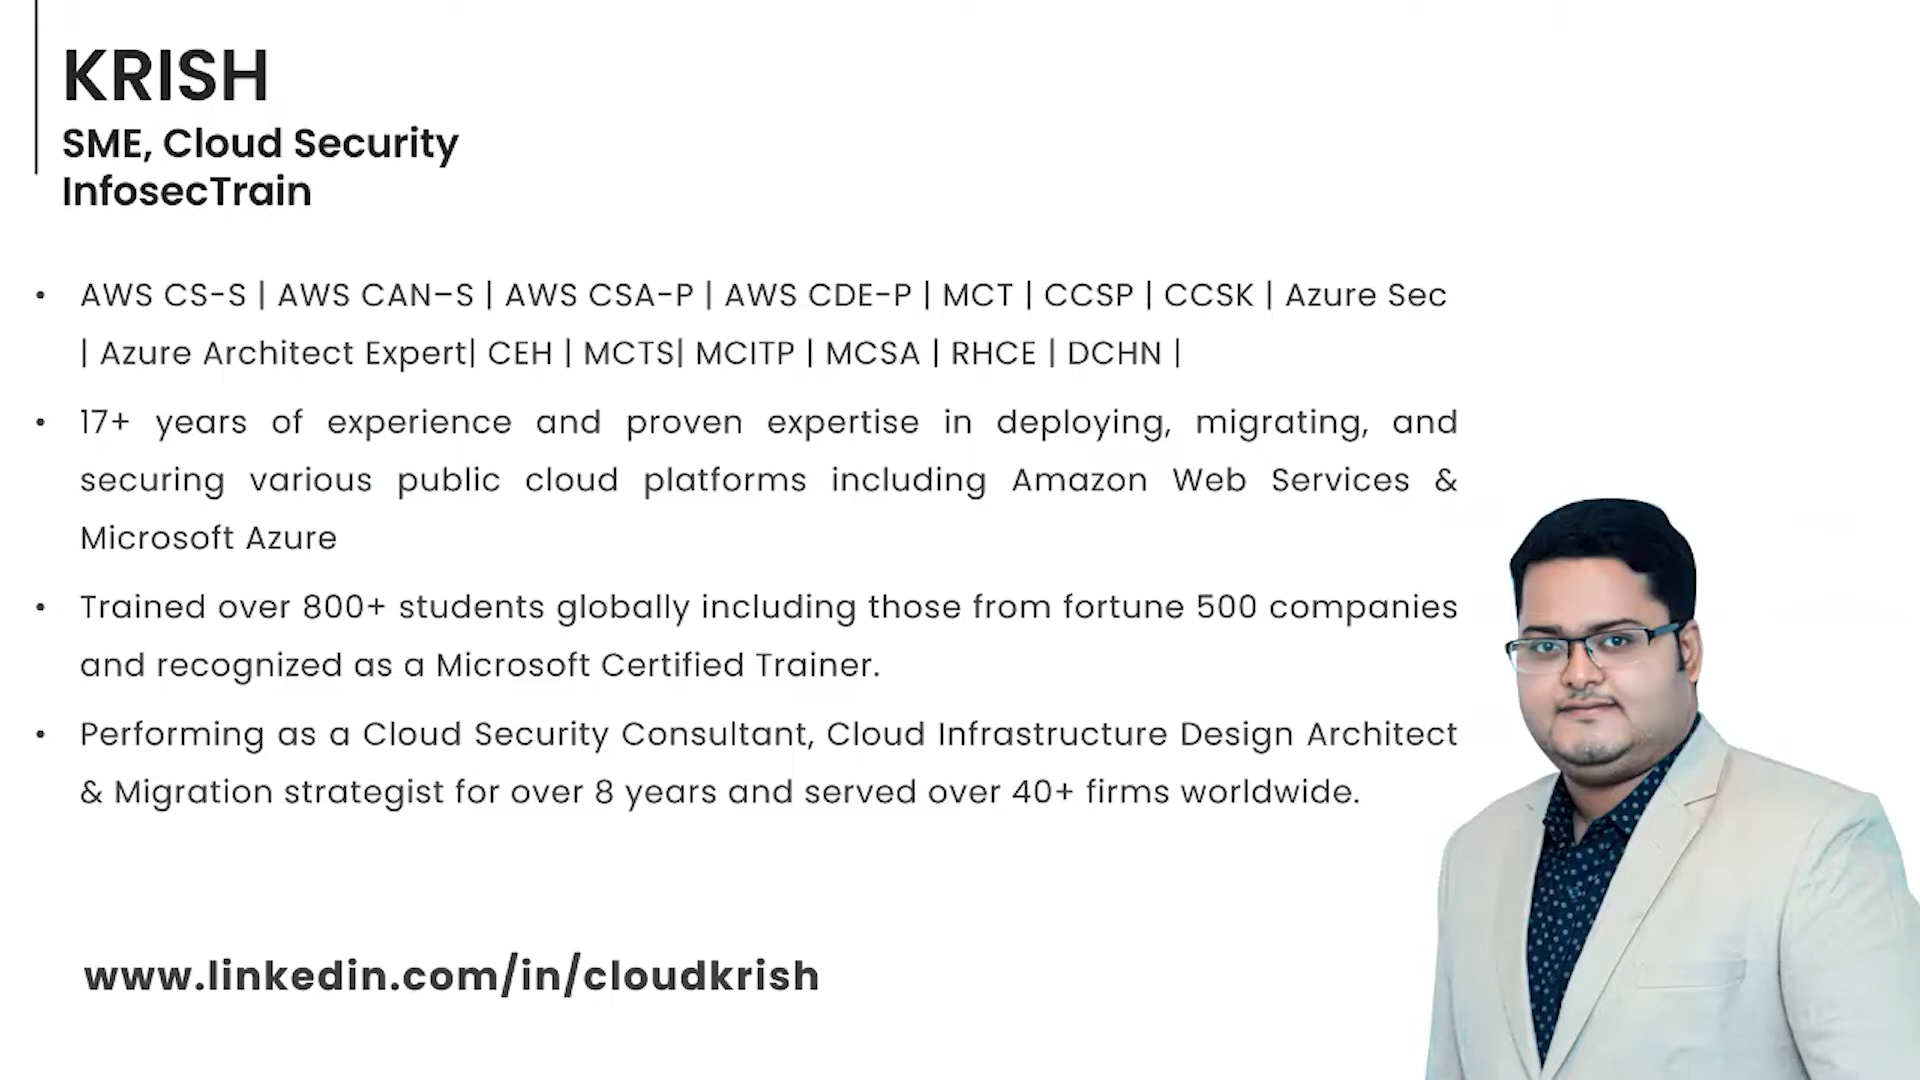 KRISH
SME, Cloud Security
InfosecTrain
• AWS CS-S | AWS CAN–S | AWS CSA-P | AWS CDE-P | MCT | CCSP | CCSK | Azure Sec
| Azure Architect Expert| CEH | MCTS| MCITP | MCSA | RHCE | DCHN |
• 17+ years of experience and proven expertise in deploying, migrating, and
securing various public cloud platforms including Amazon Web Services &
Microsoft Azure
• Trained over 800+ students globally including those from fortune 500 companies
and recognized as a Microsoft Certified Trainer.
• Performing as a Cloud Security Consultant, Cloud Infrastructure Design Architect
& Migration strategist for over 8 years and served over 40+ firms worldwide.
www.linkedin.com/in/cloudkrish